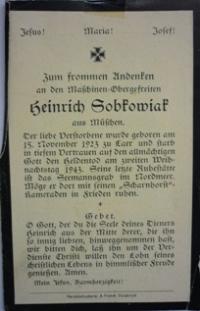 Jesus! Maria! Josef!
Zum frommen Andenken
an den Maschinen-Obergefreiten
Heinrich Sobkowiak
aus Müschen.
Der liebe Verstorbene wurde geboren am
15. November 1923 zu Laer und starb
in tiefem Vertrauen auf den allmächtigen
Gott den Heldentod am zweiten Weih-
nachtstag 1943. Seine letzte Ruhestätte
ist das Seemannsgrab im Nordmeer.
Möge er dort mit seinen „Scharnhorst"-
Kameraden in Frieden ruhen.
Gebet.
O Gott, der du die Seele deines Dieners
Heinrich aus der Mitte derer, die ihn
so innig liebten, hinweggenommen hast,
wir bitten dich, laß ihn um der Ver-
dienste Christi willen den Lohn seines
christlichen Lebens in himmlischer Freude
genießen. Amen.
Mein Jesus, Barmherzigkeit!